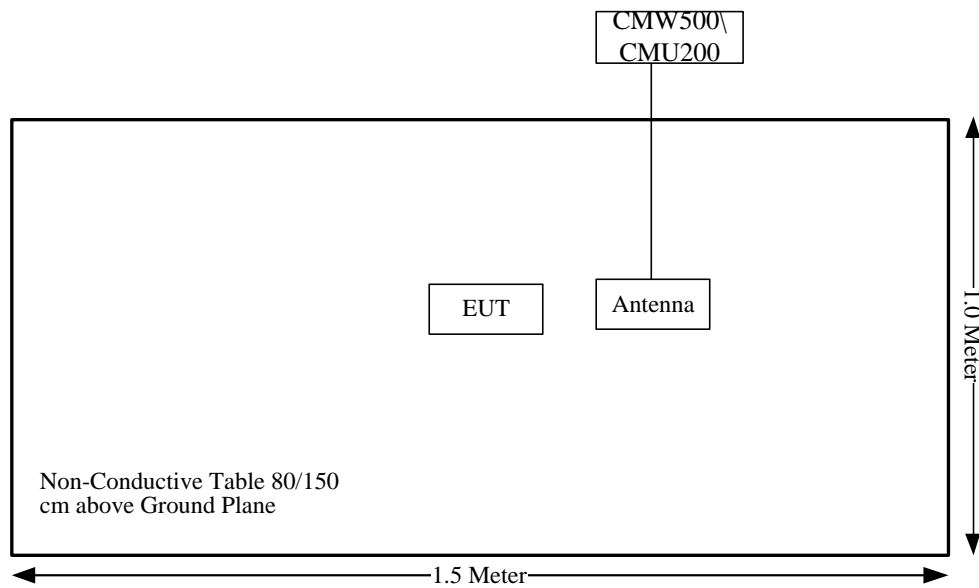 CMW500\
CMU200
EUT
Antenna
1.0 Meter
Non-Conductive Table 80/150
cm above Ground Plane
1.5 Meter